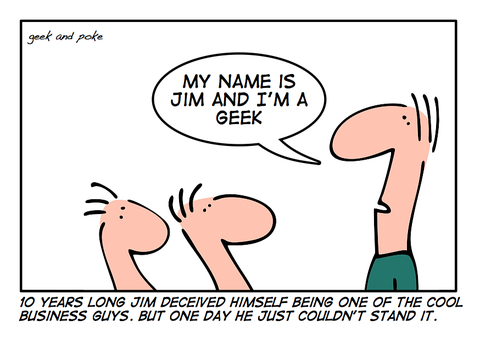 geek and poke
MY NAME IS
JIM AND I'M A
GEEK
10 YEARS LONG JIM DECEIVED HIMSELF BEING ONE OF THE COOL
BUSINESS GUYS. BUT ONE DAY HE JUST COULDN'T STAND IT.